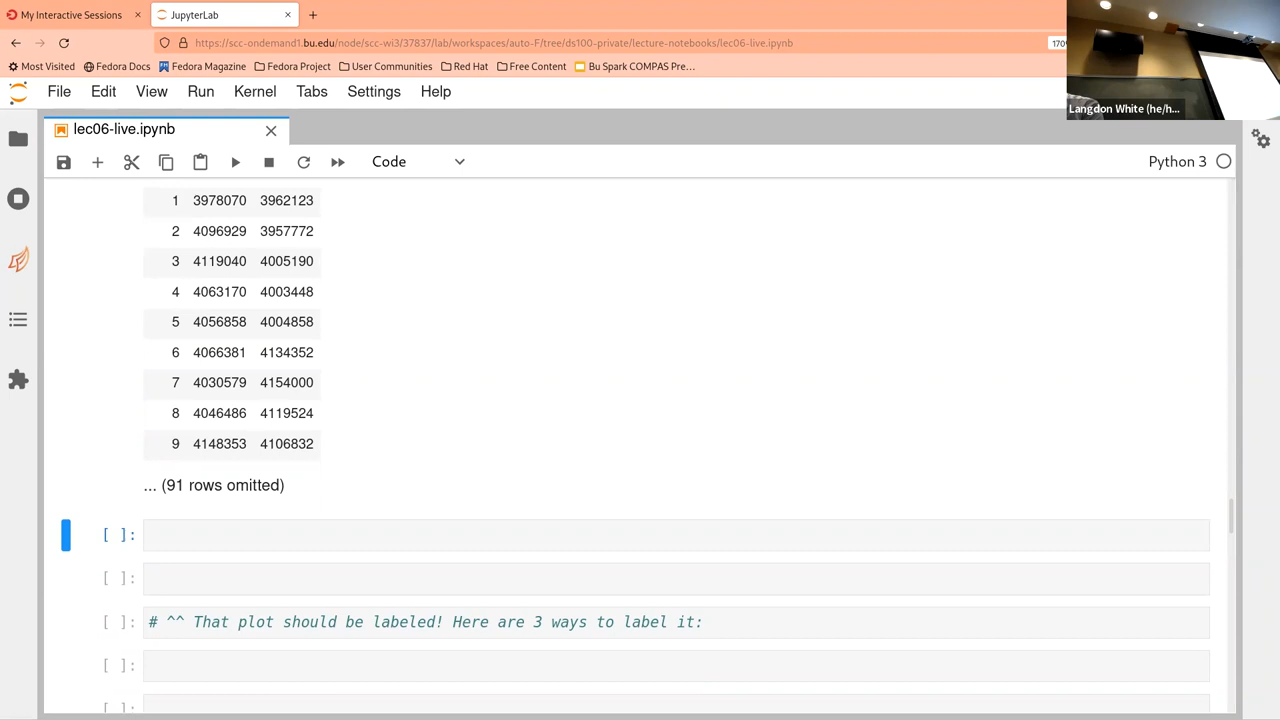 My Interactive Sessions
JupyterLab
https://scc-ondemand1.bu.edu/node/scc-wi3/37837/lab/workspaces/auto-F/tree/ds100-private/lecture-notebooks/lec06-live.ipynb
170%
Most Visited
Fedora Docs
Fedora Magazine
Fedora Project
User Communities
Red Hat
Free Content
Bu Spark COMPAS Pre…
Langdon White (he/h...
File Edit View Run Kernel Tabs Settings Help
lec06-live.ipynb
Code
Python 3
1 3978070 3962123
2 4096929 3957772
3 4119040 4005190
4 4063170 4003448
5 4056858 4004858
6 4066381 4134352
7 4030579 4154000
8 4046486 4119524
9 4148353 4106832
... (91 rows omitted)
[ ]:
[ ]:
[ ]: # ^^ That plot should be labeled! Here are 3 ways to label it:
[ ]:
[ ]: